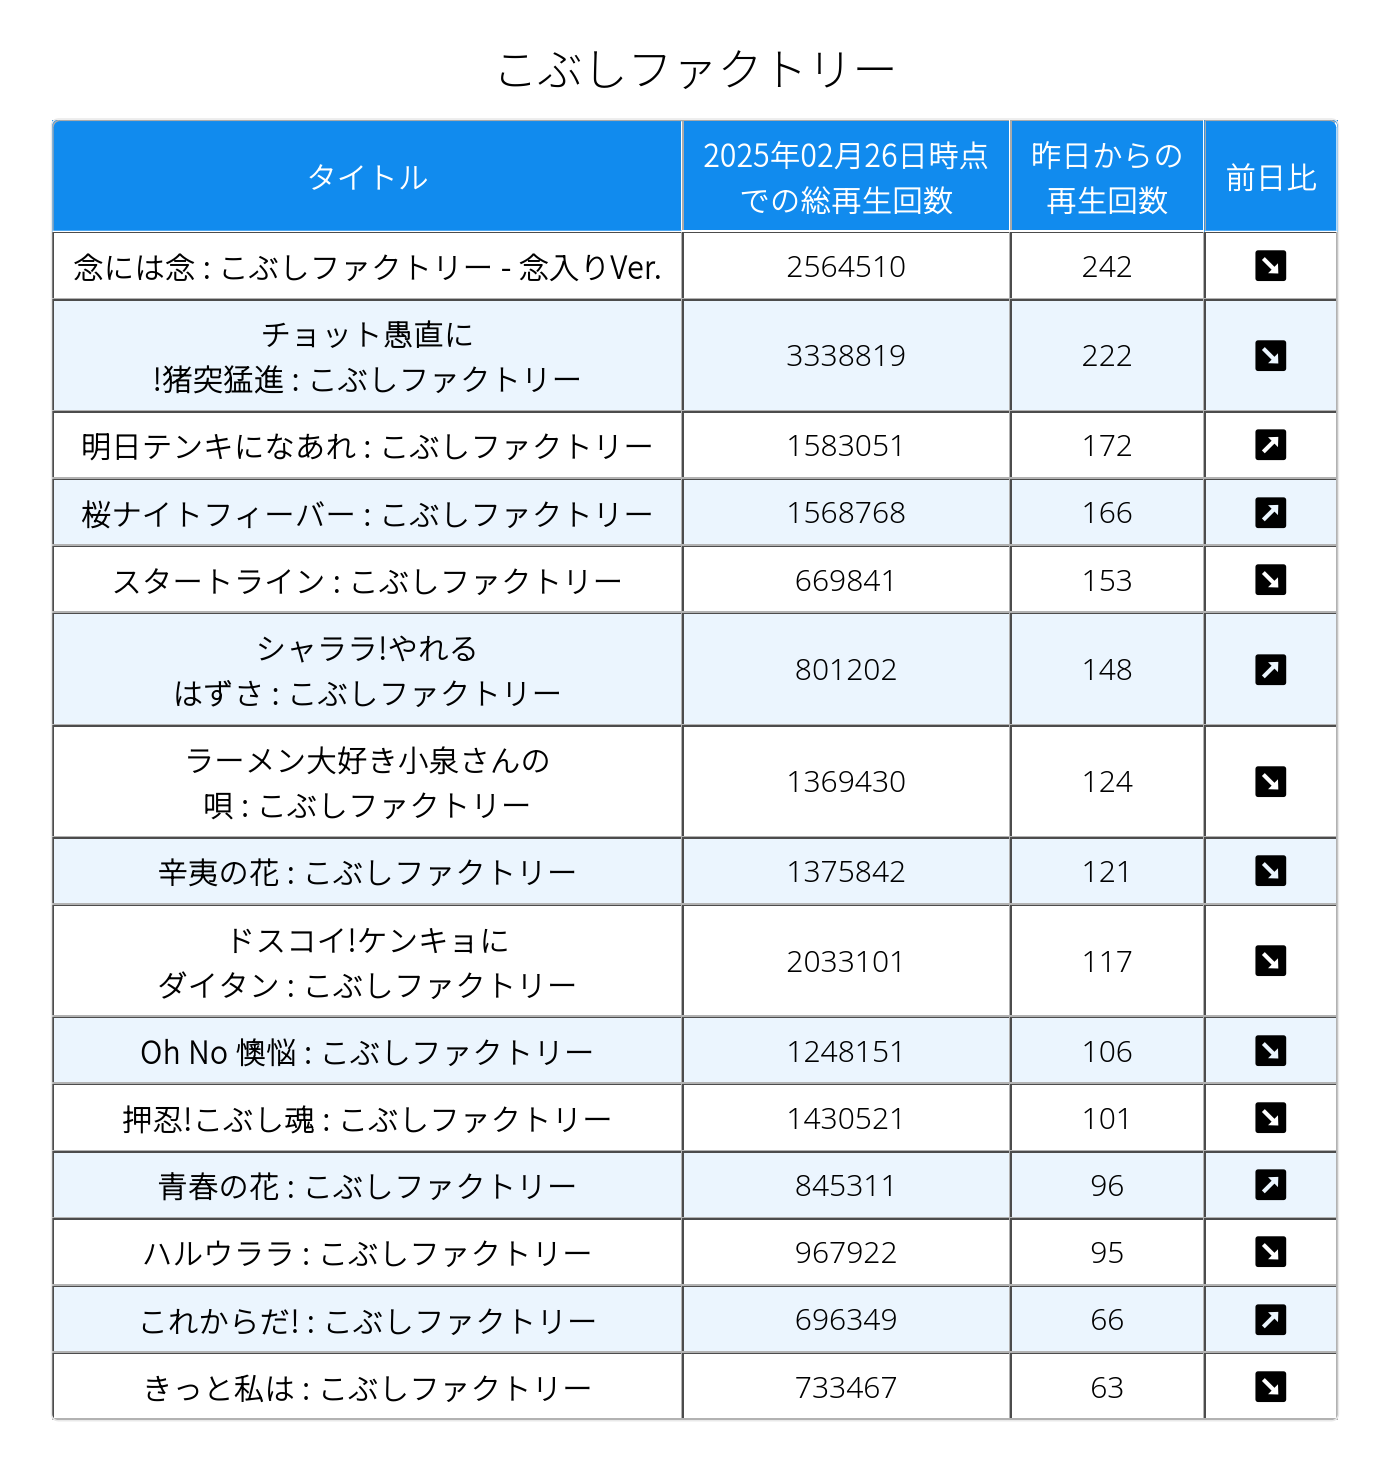 こぶしファクトリー
タイトル
2025年02月26日時点
での総再生回数
昨日からの
再生回数
前日比
念には念 : こぶしファクトリー - 念入りVer.
2564510
242
チョット愚直に
!猪突猛進 : こぶしファクトリー
3338819
222
明日テンキになあれ : こぶしファクトリー
1583051
172
桜ナイトフィーバー : こぶしファクトリー
1568768
166
スタートライン : こぶしファクトリー
669841
153
シャララ!やれる
はずさ : こぶしファクトリー
801202
148
ラーメン大好き小泉さんの
唄 : こぶしファクトリー
1369430
124
辛夷の花 : こぶしファクトリー
1375842
121
ドスコイ!ケンキョに
ダイタン : こぶしファクトリー
2033101
117
Oh No 懊悩 : こぶしファクトリー
1248151
106
押忍!こぶし魂 : こぶしファクトリー
1430521
101
青春の花 : こぶしファクトリー
845311
96
ハルウララ : こぶしファクトリー
967922
95
これからだ! : こぶしファクトリー
696349
66
きっと私は : こぶしファクトリー
733467
63